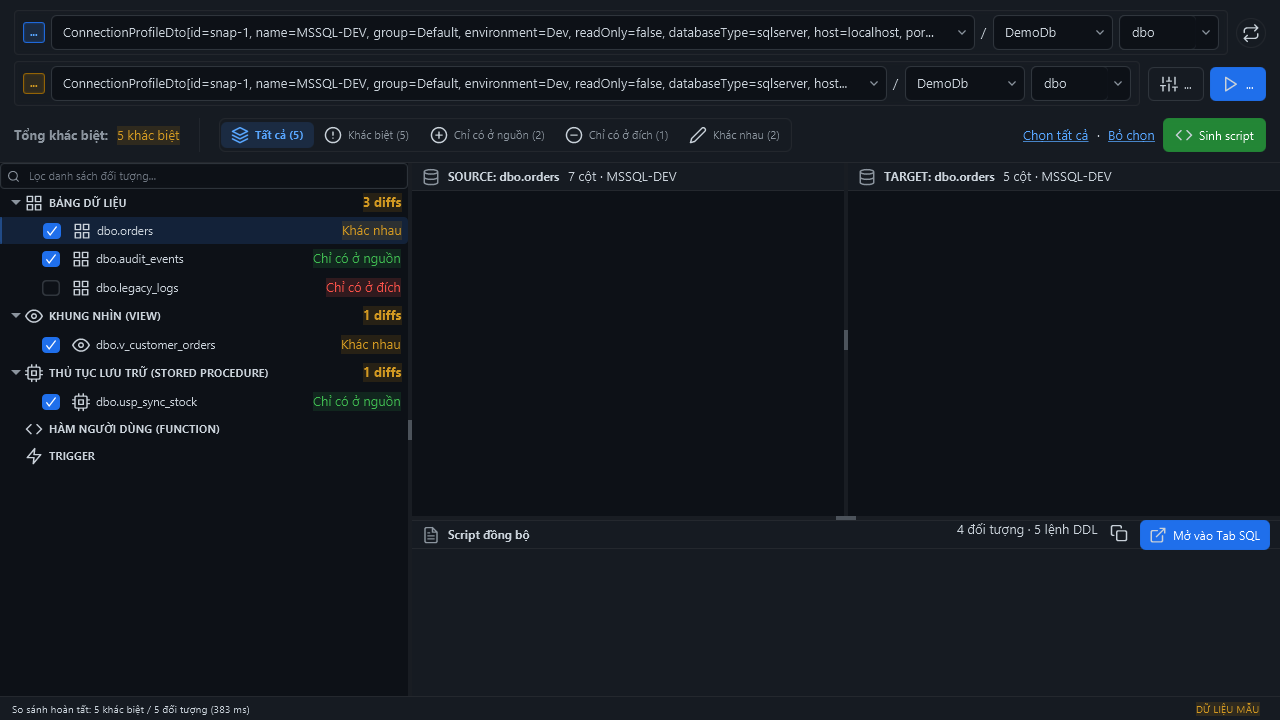 ... ConnectionProfileDto[id=snap-1, name=MSSQL-DEV, group=Default, environment=Dev, readOnly=false, databaseType=sqlserver, host=localhost, por... / DemoDb dbo
... ConnectionProfileDto[id=snap-1, name=MSSQL-DEV, group=Default, environment=Dev, readOnly=false, databaseType=sqlserver, host... / DemoDb dbo ... ...
Tổng khác biệt: 5 khác biệt Tất cả (5) Khác biệt (5) Chỉ có ở nguồn (2) Chỉ có ở đích (1) Khác nhau (2) Chọn tất cả · Bỏ chọn Sinh script
Lọc danh sách đối tượng...
SOURCE: dbo.orders 7 cột · MSSQL-DEV
TARGET: dbo.orders 5 cột · MSSQL-DEV
BẢNG DỮ LIỆU 3 diffs
dbo.orders Khác nhau
dbo.audit_events Chỉ có ở nguồn
dbo.legacy_logs Chỉ có ở đích
KHUNG NHÌN (VIEW) 1 diffs
dbo.v_customer_orders Khác nhau
THỦ TỤC LƯU TRỮ (STORED PROCEDURE) 1 diffs
dbo.usp_sync_stock Chỉ có ở nguồn
HÀM NGƯỜI DÙNG (FUNCTION)
TRIGGER
Script đồng bộ 4 đối tượng · 5 lệnh DDL Mở vào Tab SQL
So sánh hoàn tất: 5 khác biệt / 5 đối tượng (383 ms) DỮ LIỆU MẪU